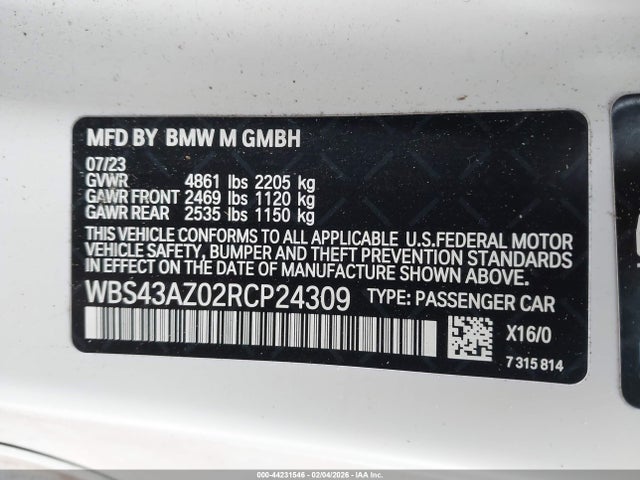 MFD BY BMW M GMBH
07/23
GVWR 4861 lbs 2205 kg
GAWR FRONT 2469 lbs 1120 kg
GAWR REAR 2535 lbs 1150 kg
THIS VEHICLE CONFORMS TO ALL APPLICABLE U.S.FEDERAL MOTOR
VEHICLE SAFETY, BUMPER AND THEFT PREVENTION STANDARDS
IN EFFECT ON THE DATE OF MANUFACTURE SHOWN ABOVE.
WBS43AZ02RCP24309 TYPE: PASSENGER CAR
X16/0
7 315 814
000-44231546 - 02/04/2026 - IAAI.COM